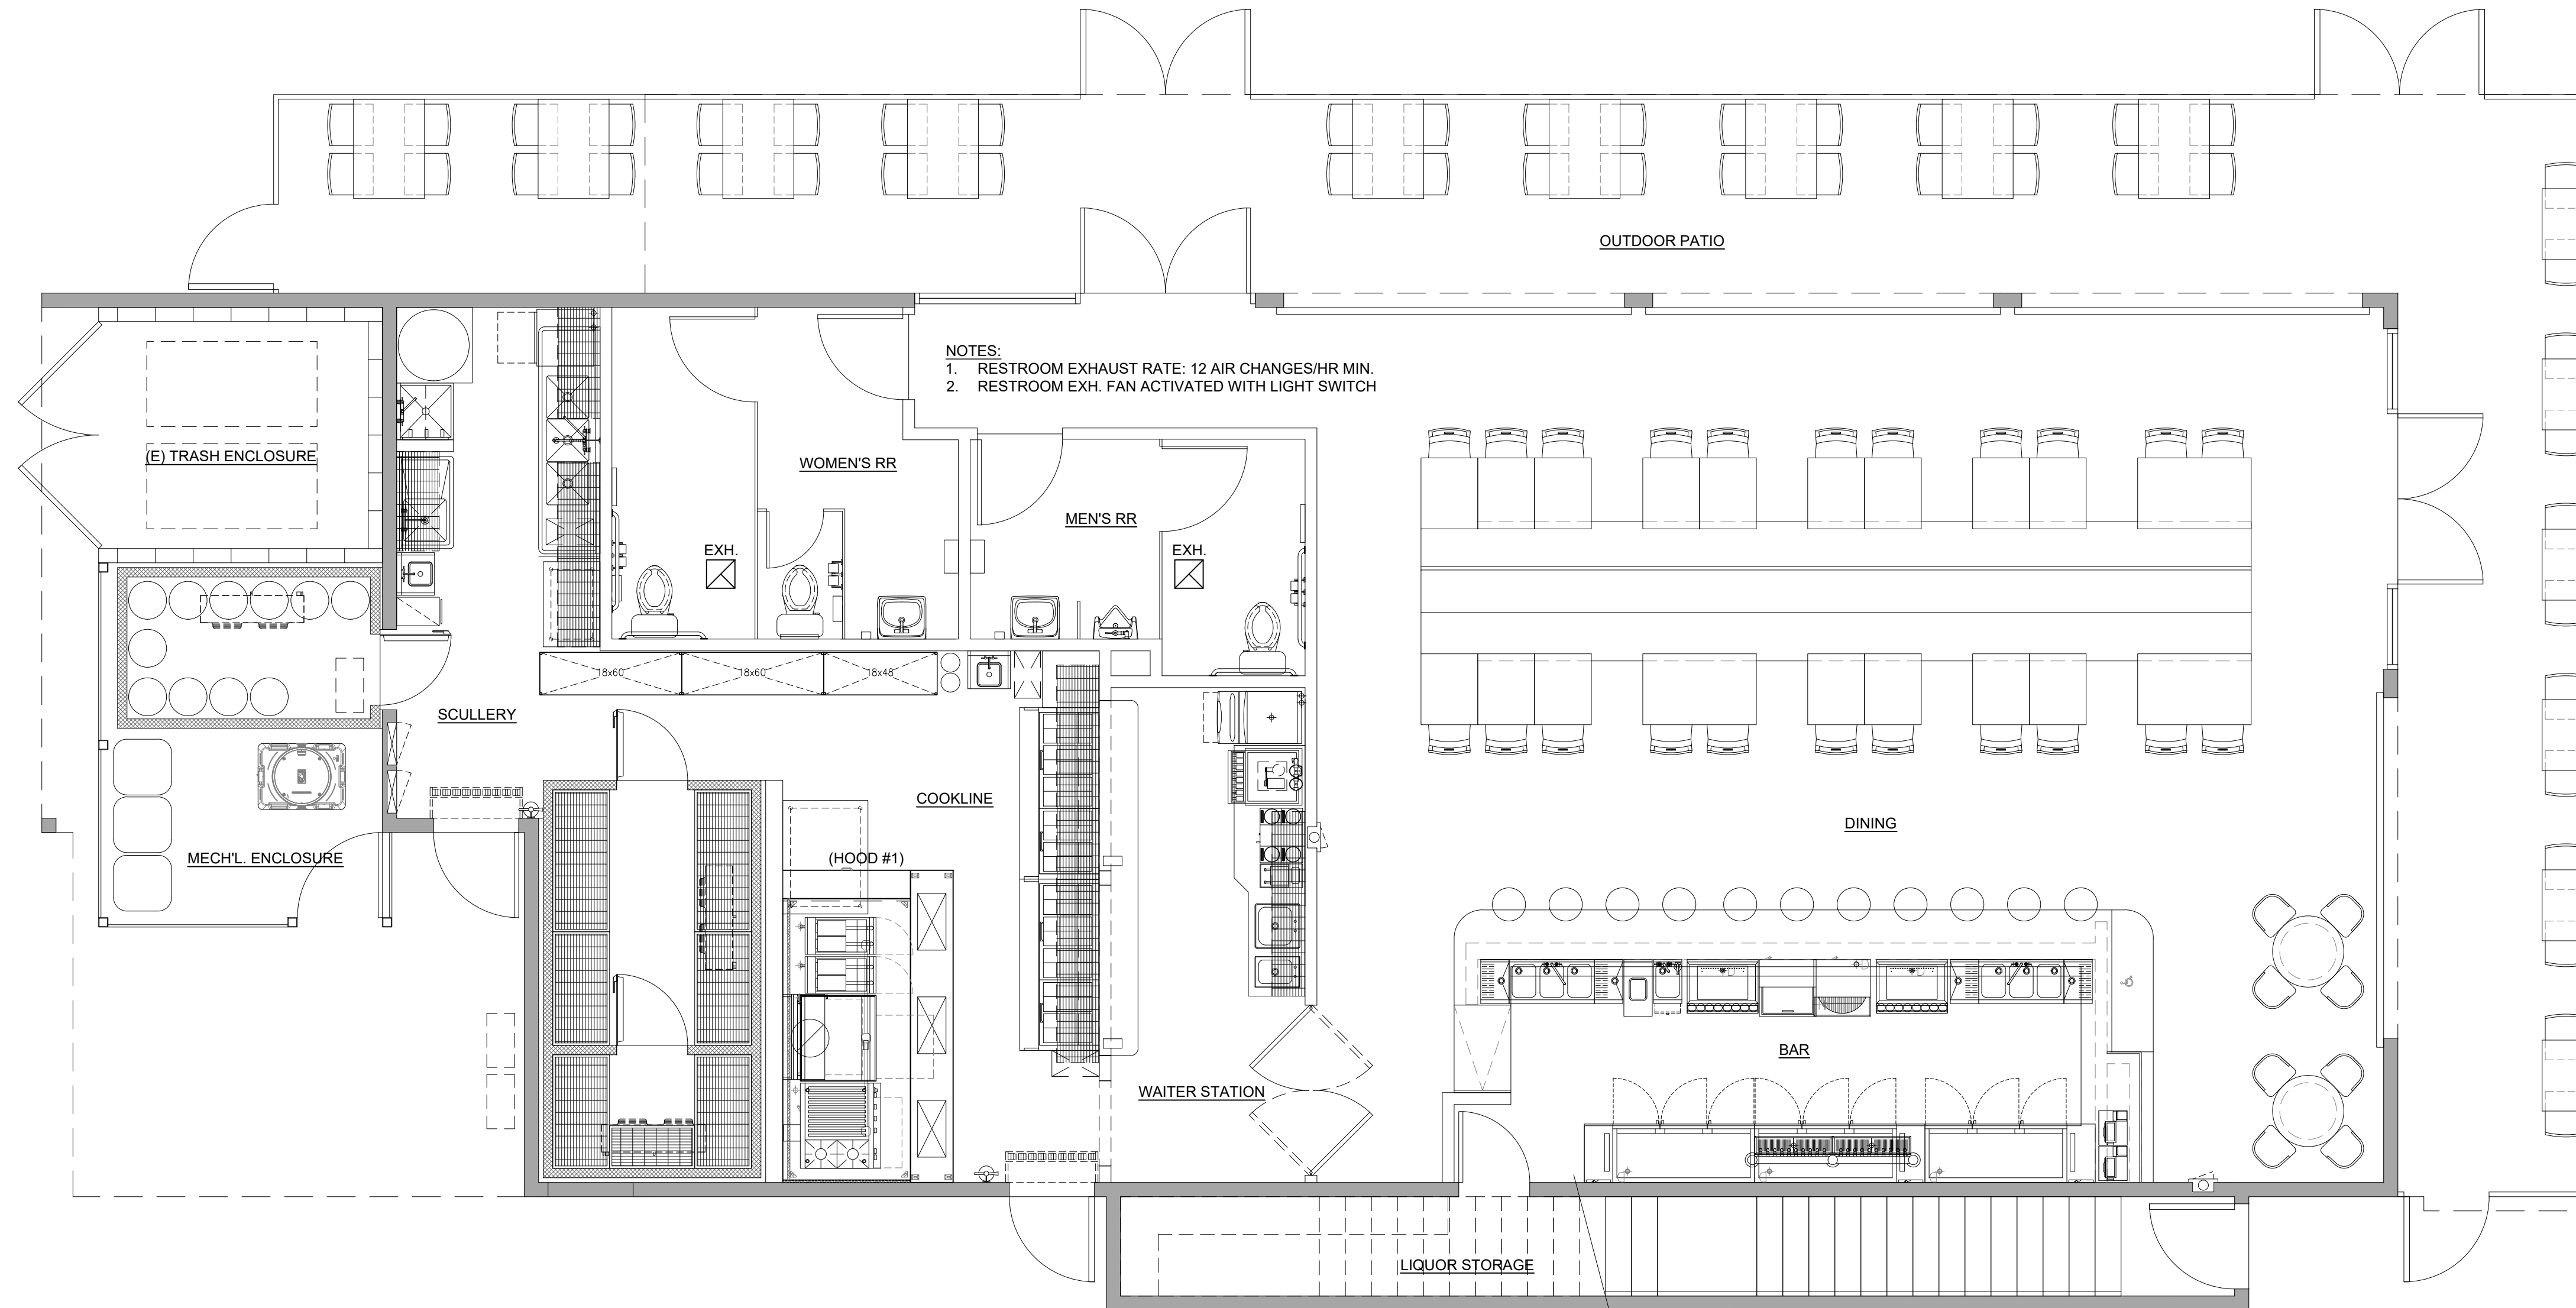 OUTDOOR PATIO
NOTES:
1. RESTROOM EXHAUST RATE: 12 AIR CHANGES/HR MIN.
2. RESTROOM EXH. FAN ACTIVATED WITH LIGHT SWITCH
(E) TRASH ENCLOSURE
WOMEN'S RR
MEN'S RR
EXH.
EXH.
18x60
18x60
18x48
SCULLERY
COOKLINE
DINING
MECH'L. ENCLOSURE
(HOOD #1)
BAR
WAITER STATION
LIQUOR STORAGE